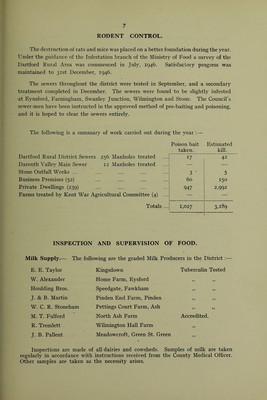 7
RODENT CONTROL.
The destruction of rats and mice was placed on a better foundation during the year.
Under the guidance of the Infestation branch of the Ministry of Food a survey of the
Dartford Rural Area was commenced in July, 1946. Satisfactory progress was
maintained to 31st December, 1946.
The sewers throughout the district were tested in September, and a secondary
treatment completed in December. The sewers were found to be slightly infested
at Eynsford, Farningham, Swanley Junction, Wilmington and Stone. The Council's
sewer-men have been instructed in the approved method of pre-baiting and poisoning,
and it is hoped to clear the sewers entirely.
The following is a summary of work carried out during the year :—
Poison bait Estimated
taken. kill.
Dartford Rural District Sewers 256 Manholes treated ... 17 42
Darenth Valley Main Sewer 12 Manholes treated ... — —
Stone Outfall Works ... ... ... ... ... 3 5
Business Premises (52) ... ... ... ... 60 150
Private Dwellings (239) ... ... ... ... 947 2,992
Farms treated by Kent War Agricultural Committee (4) ... — —
Totals ... 1,027 3,189
INSPECTION AND SUPERVISION OF FOOD.
Milk Supply.— The following are the graded Milk Producers in the District :—
E. E. Taylor Kingsdown Tuberculin Tested
W. Alexander Home Farm, Eysford ,, ,,
Houlding Bros. Speedgate, Fawkham ,, ,,
J. & B. Martin Pinden End Farm, Pinden ,, ,,
W. C. R. Stoneham Pettings Court Farm, Ash ,, ,,
M. T. Fulford North Ash Farm Accredited.
R. Tremlett Wilmington Hall Farm ,,
J. B. Pallent Meadowcroft, Green St. Green ,,
Inspections are made of all dairies and cowsheds. Samples of milk are taken
regularly in accordance with instructions received from the County Medical Officer.
Other samples are taken as the necessity arises.